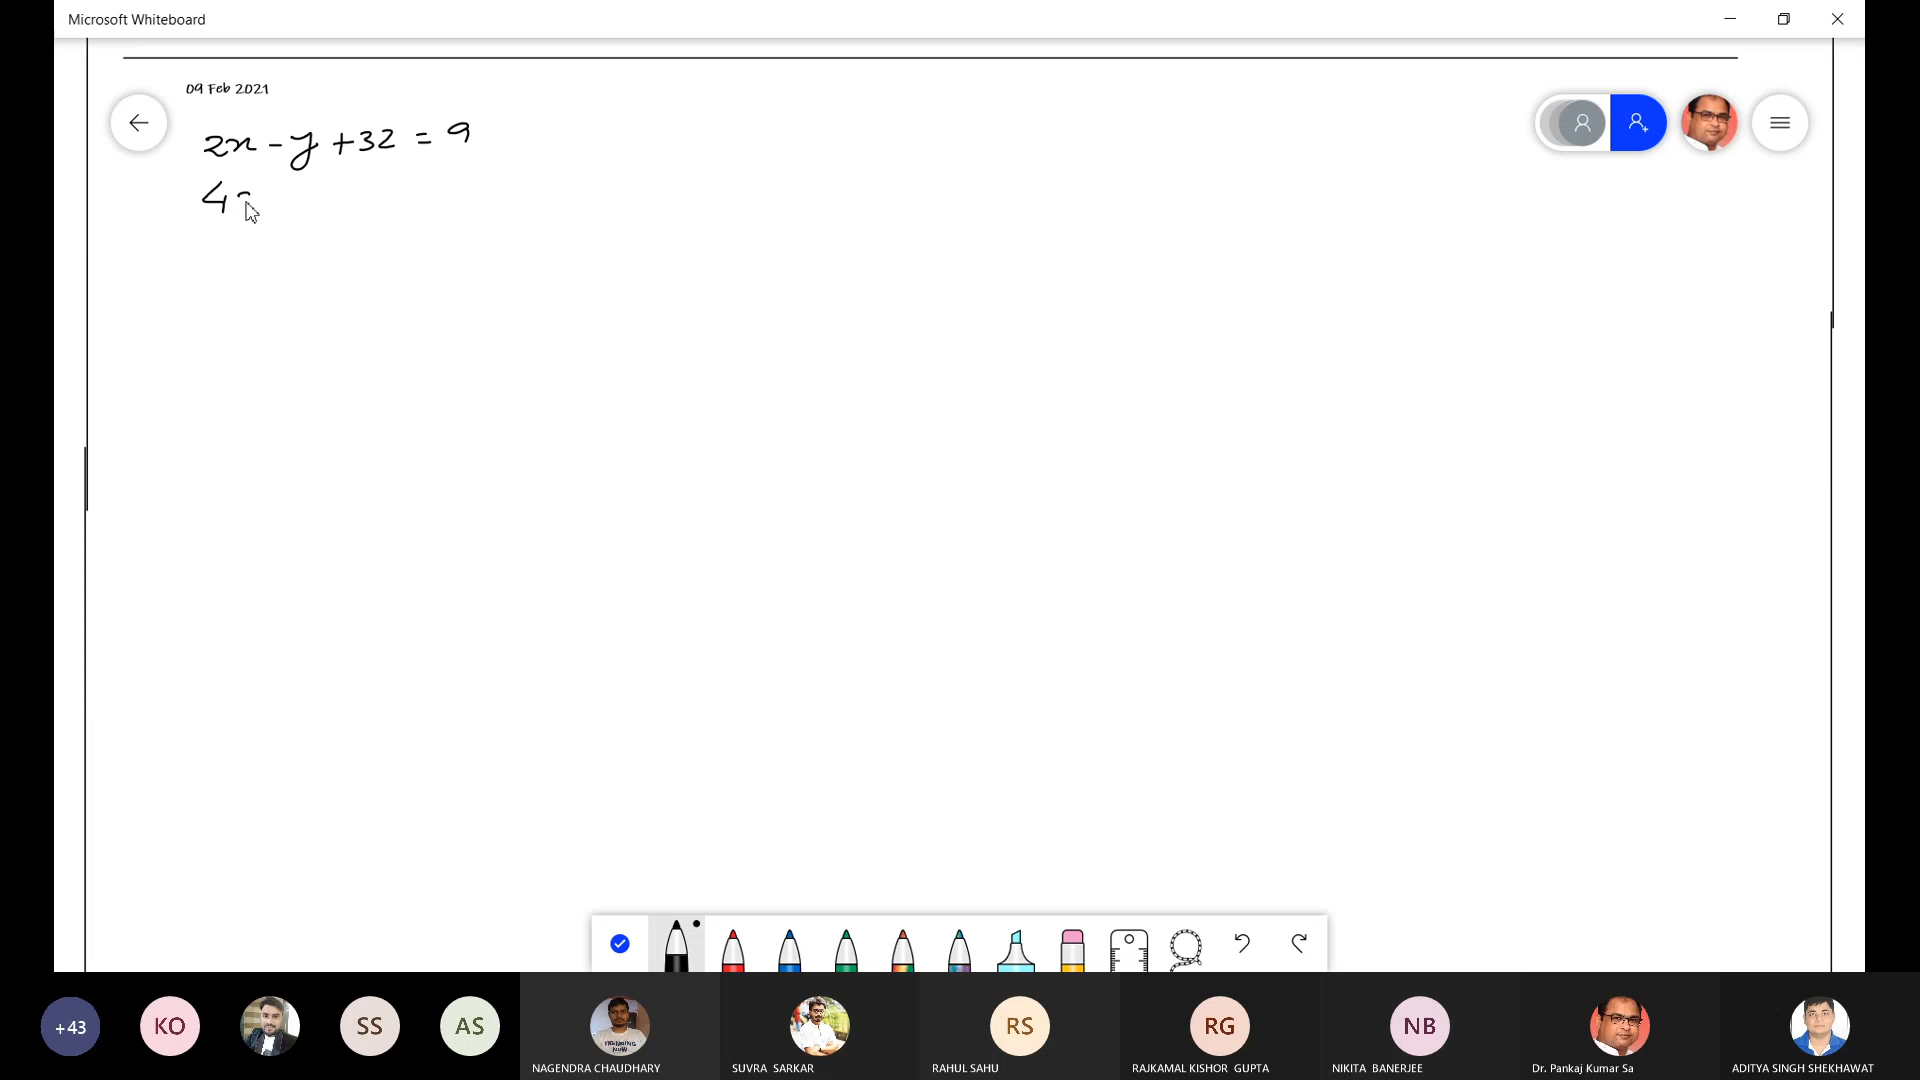 Microsoft Whiteboard
09 Feb 2021
2x - y + 3z = 9
4
+43
KO
SS
AS
RS
RG
NB
NAGENDRA CHAUDHARY
SUVRA SARKAR
RAHUL SAHU
RAJKAMAL KISHOR GUPTA
NIKITA BANERJEE
Dr. Pankaj Kumar Sa
ADITYA SINGH SHEKHAWAT